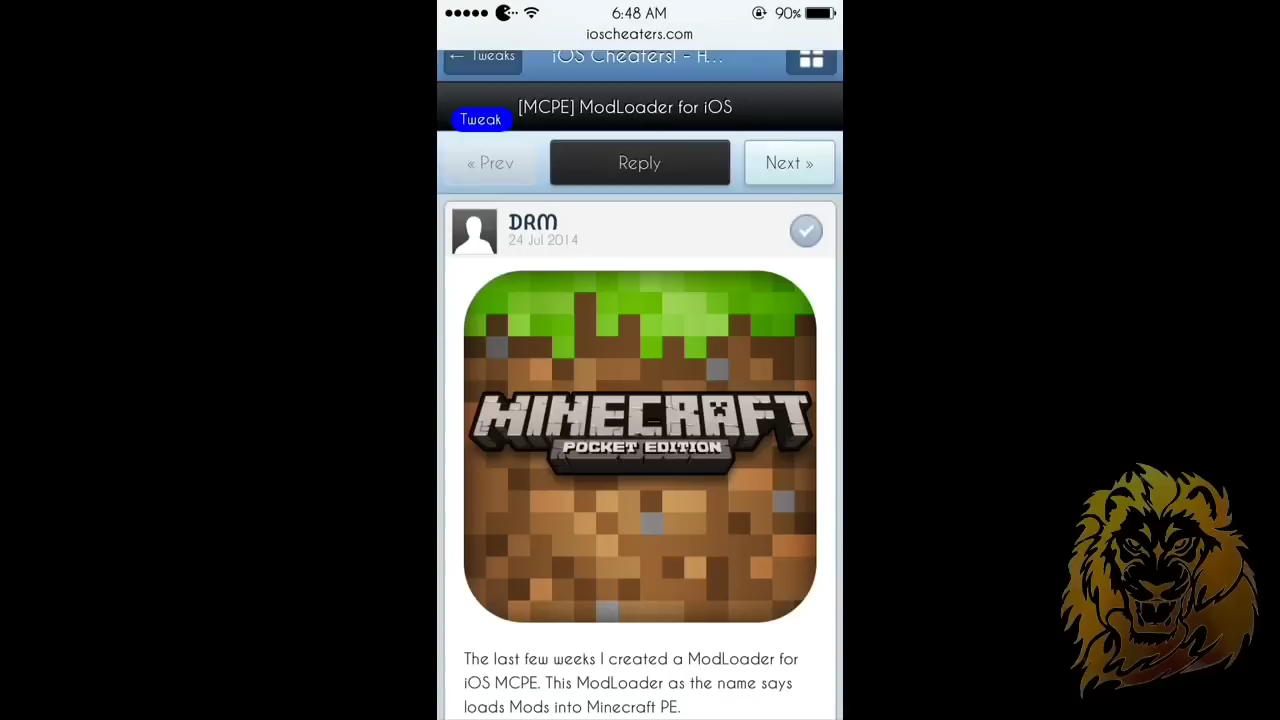 6:48 AM
90%
ioscheaters.com
← Tweaks
iOS Cheaters! - H...
[MCPE] ModLoader for iOS
Tweak
« Prev
Reply
Next »
DRM
24 Jul 2014
MINECRAFT
POCKET EDITION
The last few weeks I created a ModLoader for
iOS MCPE. This ModLoader as the name says
loads Mods into Minecraft PE.